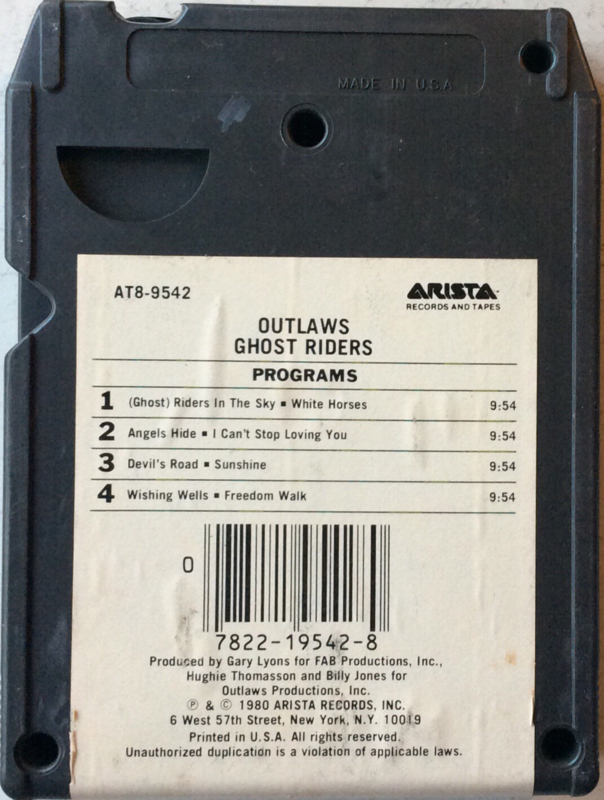 MADE IN U.S.A
AT8-9542
ARISTA
RECORDS AND TAPES
OUTLAWS
GHOST RIDERS
PROGRAMS
1 (Ghost) Riders In The Sky ▪ White Horses 9:54
2 Angels Hide ▪ I Can't Stop Loving You 9:54
3 Devil's Road ▪ Sunshine 9:54
4 Wishing Wells ▪ Freedom Walk 9:54
0
7822-19542-8
Produced by Gary Lyons for FAB Productions, Inc.,
Hughie Thomasson and Billy Jones for
Outlaws Productions, Inc.
℗ & © 1980 ARISTA RECORDS, INC.
6 West 57th Street, New York, N.Y. 10019
Printed in U.S.A. All rights reserved.
Unauthorized duplication is a violation of applicable laws.